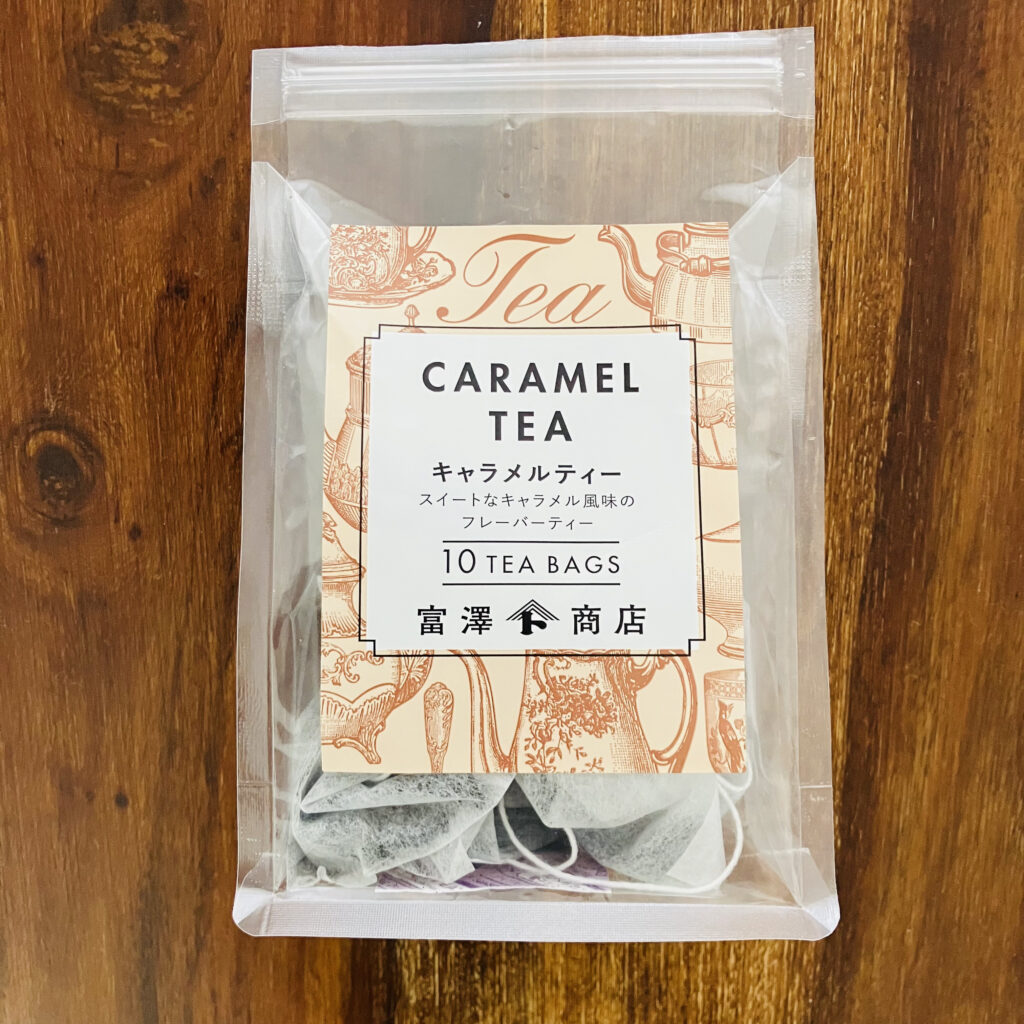 Tea
CARAMEL
TEA
キャラメルティー
スイートなキャラメル風味の
フレーバーティー
10 TEA BAGS
富澤 ト 商店